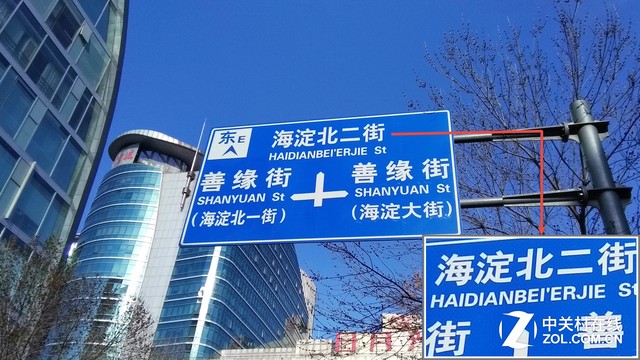 东E
海淀北二街
HAIDIANBEI'ERJIE St
善缘街
SHANYUAN St
(海淀北一街)
善缘街
SHANYUAN St
(海淀大街)
海淀北二街
HAIDIANBEI'ERJIE St
街
中关村在线
ZOL.COM.CN